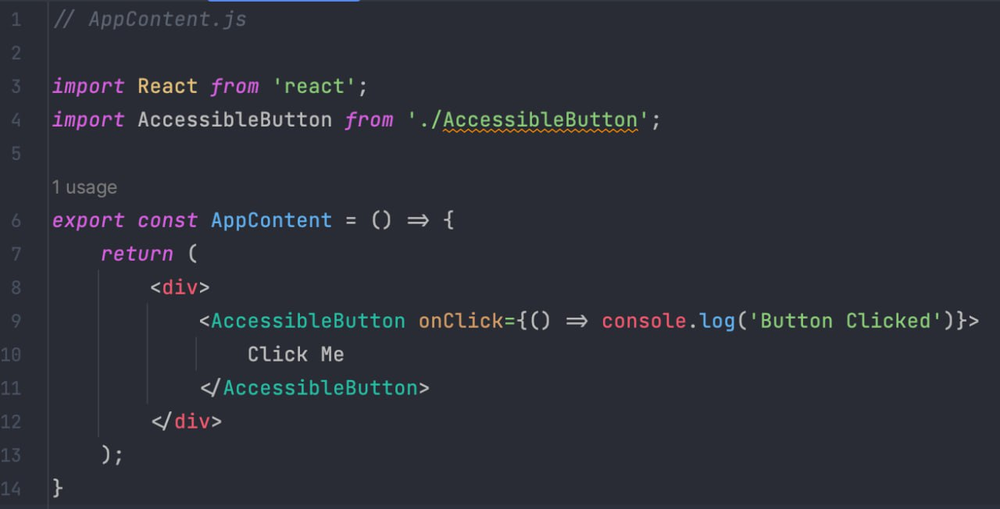 1 // AppContent.js
2
3 import React from 'react';
4 import AccessibleButton from './AccessibleButton';
5
1 usage
6 export const AppContent = () => {
7 return (
8 <div>
9 <AccessibleButton onClick={() => console.log('Button Clicked')}>
10 Click Me
11 </AccessibleButton>
12 </div>
13 );
14 }